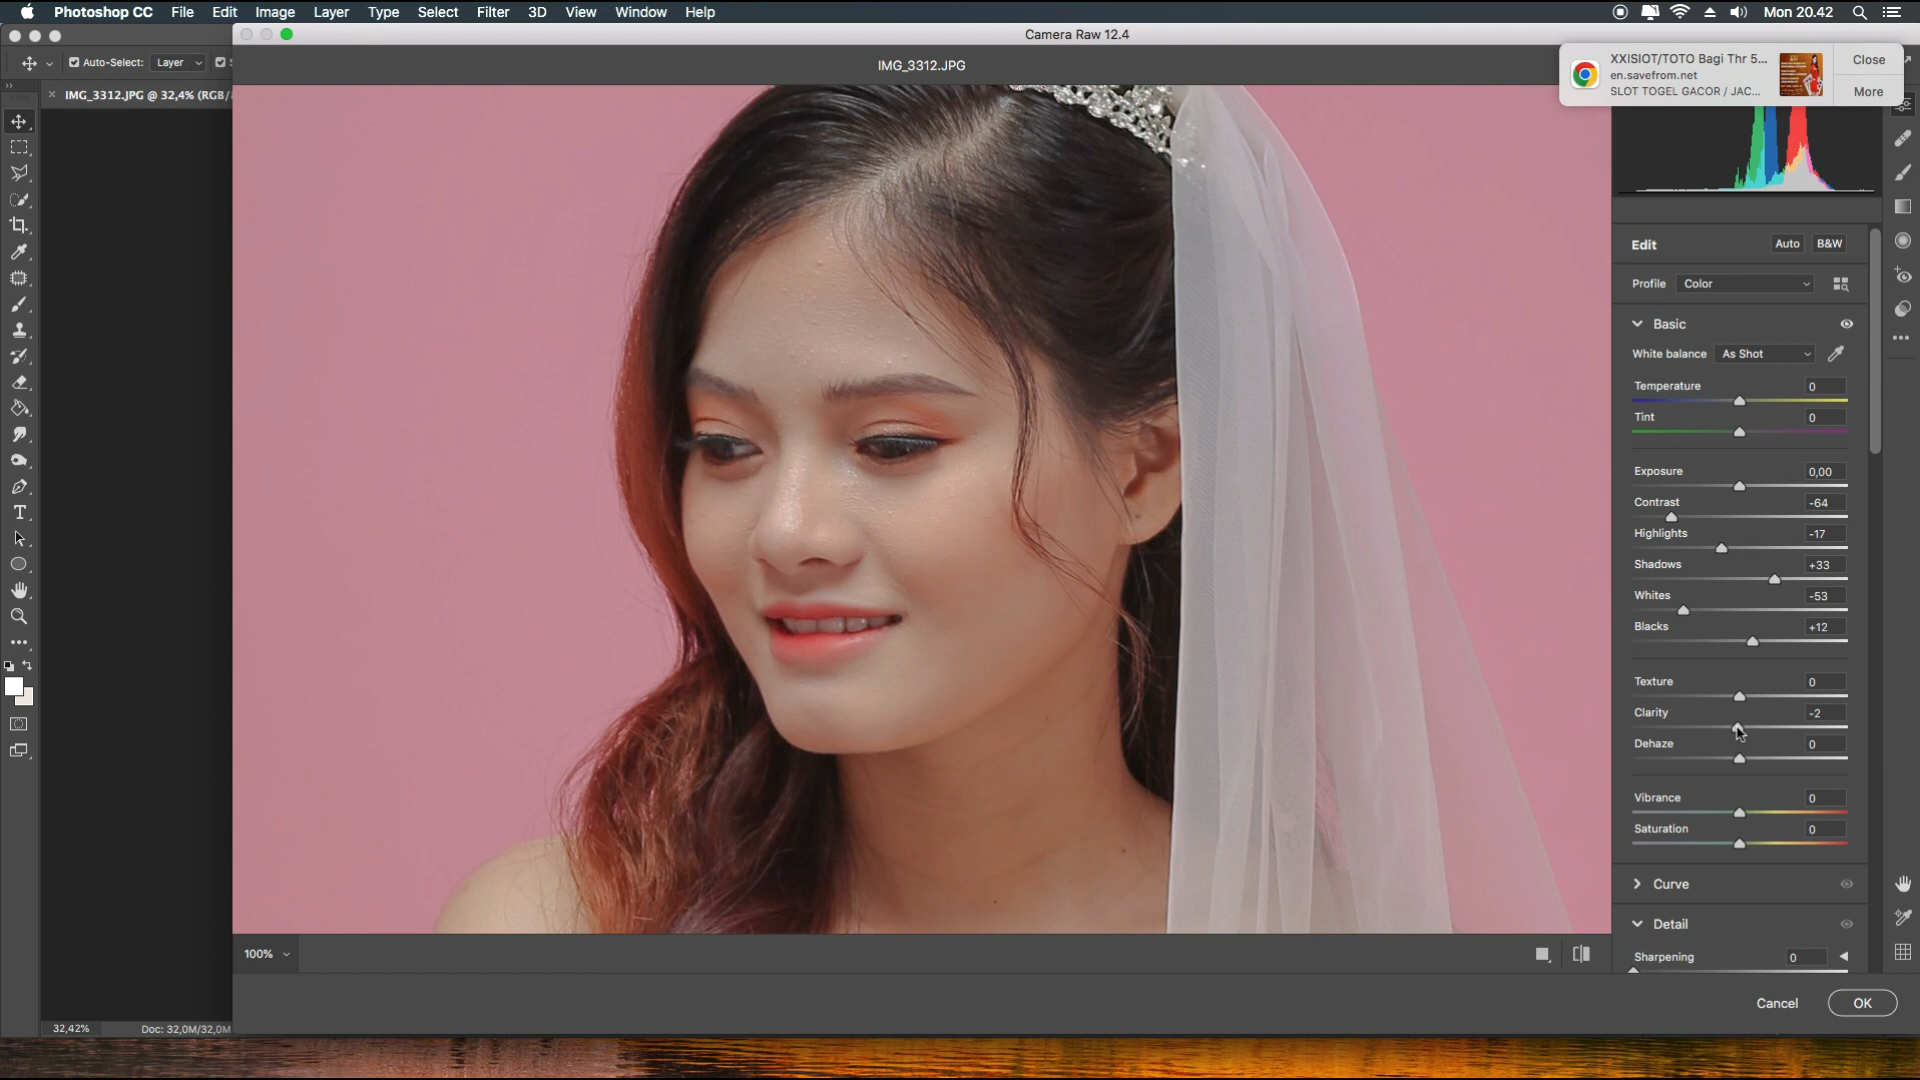 Photoshop CC File Edit Image Layer Type Select Filter 3D View Window Help Mon 20.42
Camera Raw 12.4
Auto-Select: Layer
IMG_3312.JPG
XXISIOT/TOTO Bagi Thr 5...
en.savefrom.net
SLOT TOGEL GACOR / JAC...
Close
More
IMG_3312.JPG @ 32,4% (RGB/
Edit Auto B&W
Profile Color
Basic
White balance As Shot
Temperature 0
Tint 0
Exposure 0,00
Contrast -64
Highlights -17
Shadows +33
Whites -53
Blacks +12
Texture 0
Clarity -2
Dehaze 0
Vibrance 0
Saturation 0
Curve
Detail
Sharpening 0
100%
Cancel OK
32,42% Doc: 32,0M/32,0M